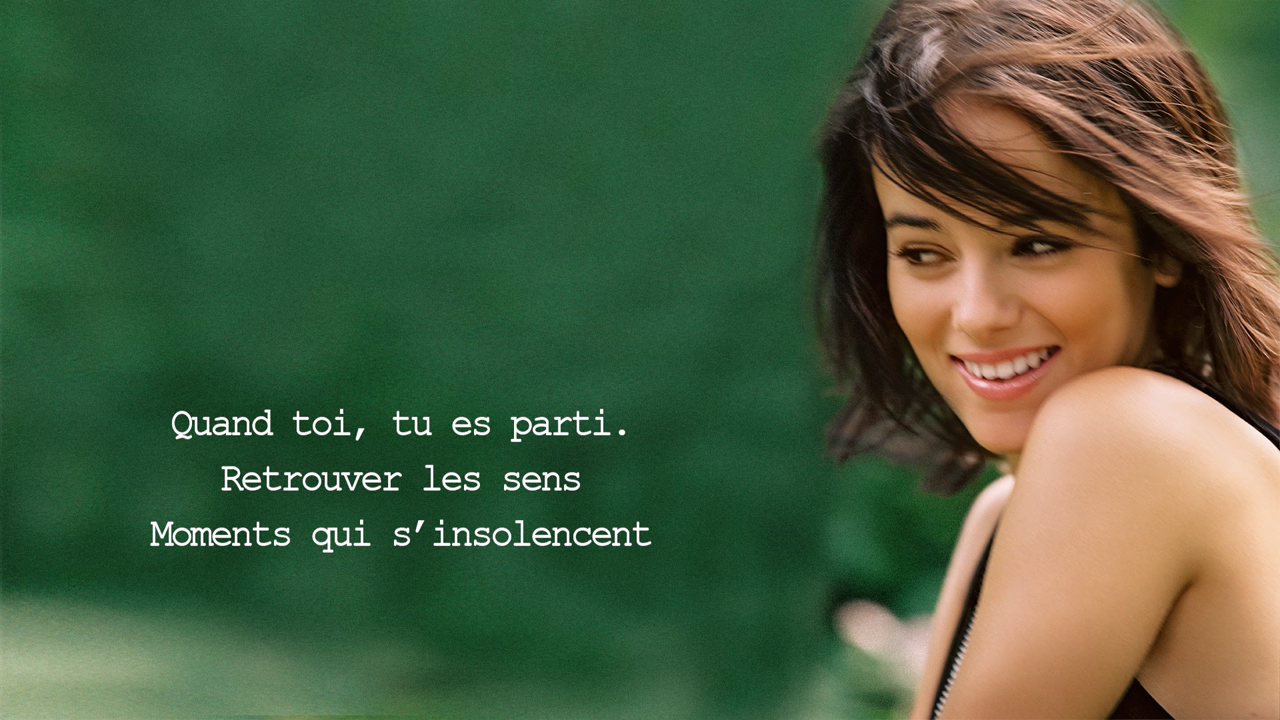 Quand toi, tu es parti.
Retrouver les sens
Moments qui s’insolencent